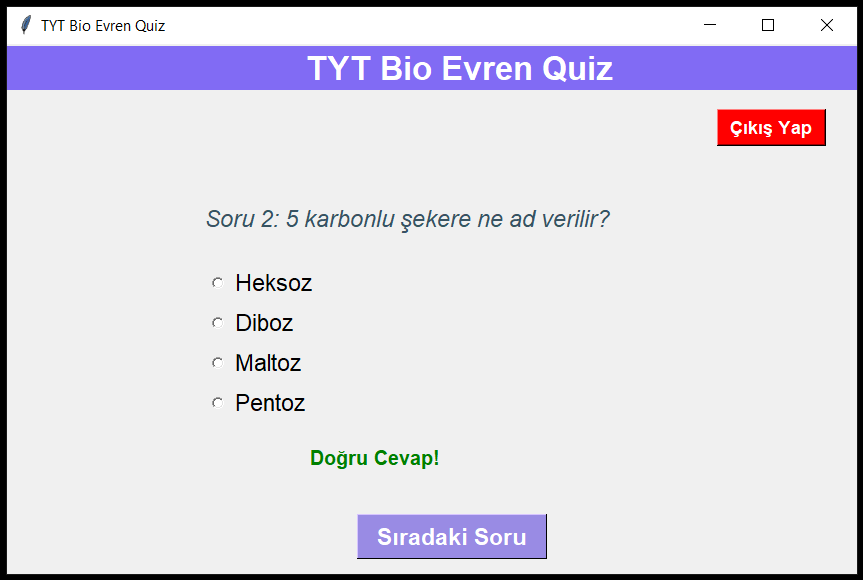 TYT Bio Evren Quiz
TYT Bio Evren Quiz
Çıkış Yap
Soru 2: 5 karbonlu şekere ne ad verilir?
Heksoz
Diboz
Maltoz
Pentoz
Doğru Cevap!
Sıradaki Soru